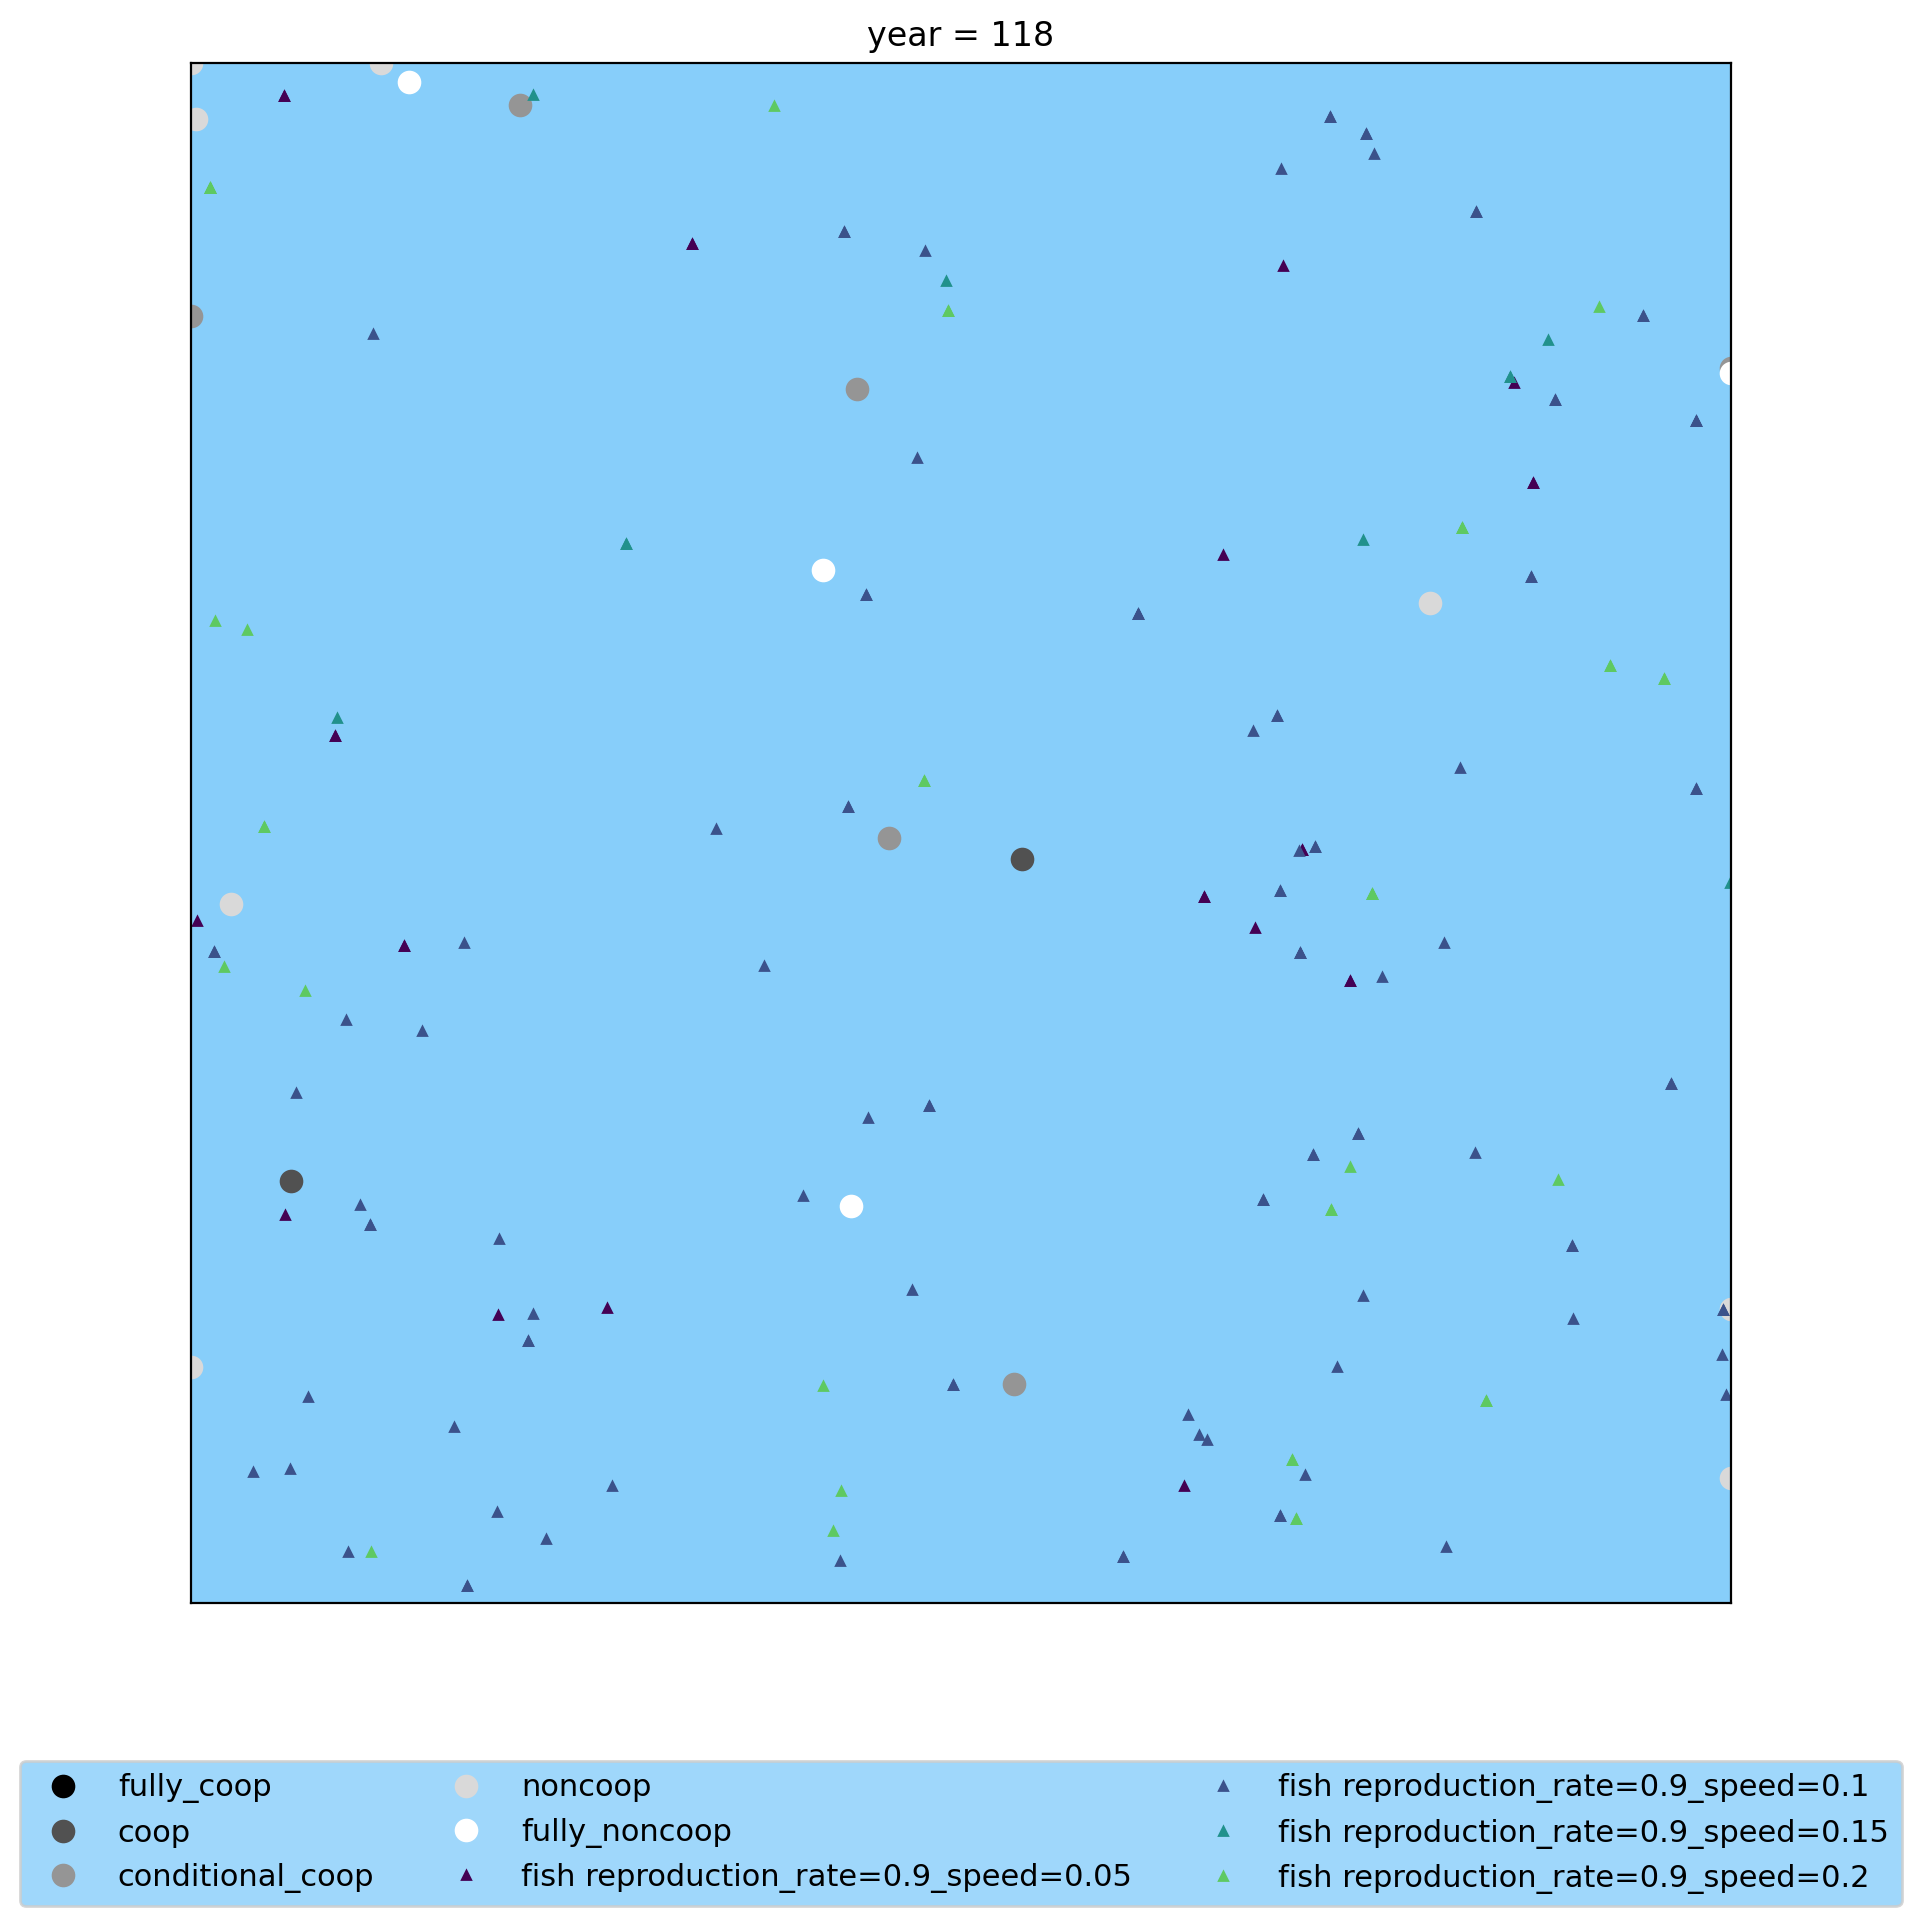 year = 118
fully_coop
coop
conditional_coop
noncoop
fully_noncoop
fish reproduction_rate=0.9_speed=0.05
fish reproduction_rate=0.9_speed=0.1
fish reproduction_rate=0.9_speed=0.15
fish reproduction_rate=0.9_speed=0.2